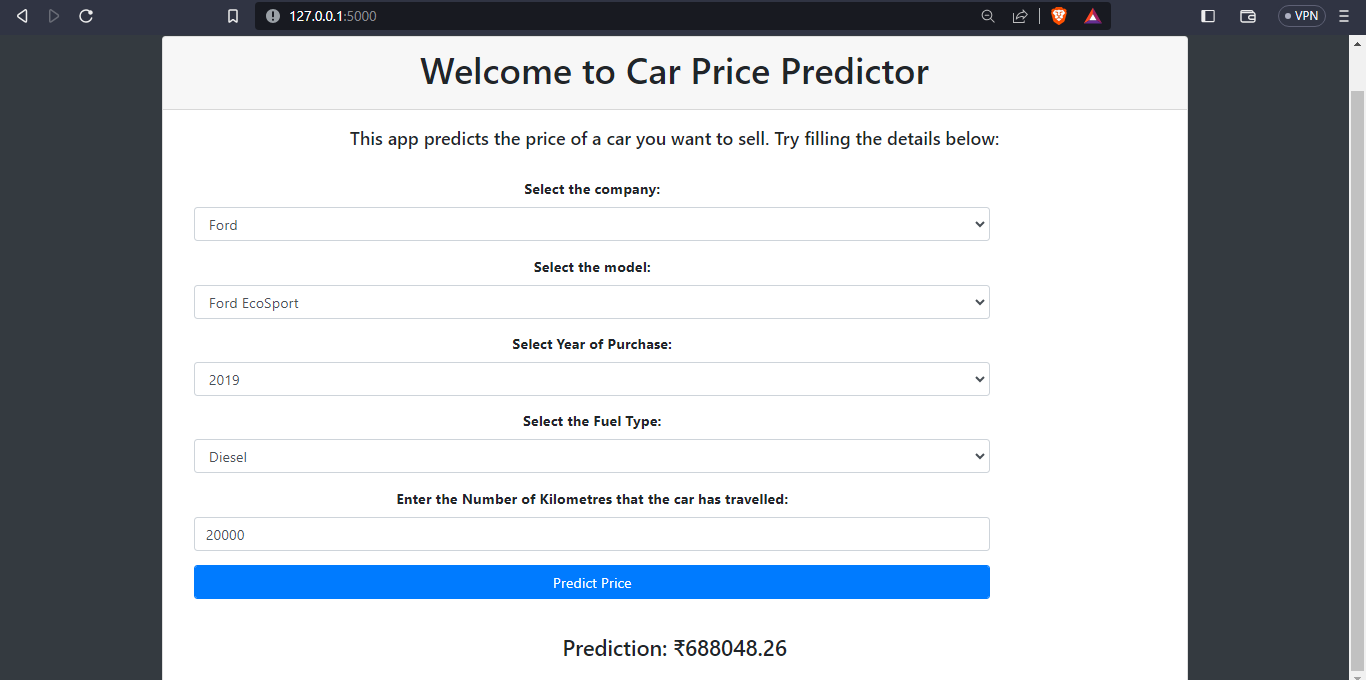 127.0.0.1:5000
VPN
Welcome to Car Price Predictor
This app predicts the price of a car you want to sell. Try filling the details below:
Select the company:
Ford
Select the model:
Ford EcoSport
Select Year of Purchase:
2019
Select the Fuel Type:
Diesel
Enter the Number of Kilometres that the car has travelled:
20000
Predict Price
Prediction: ₹688048.26